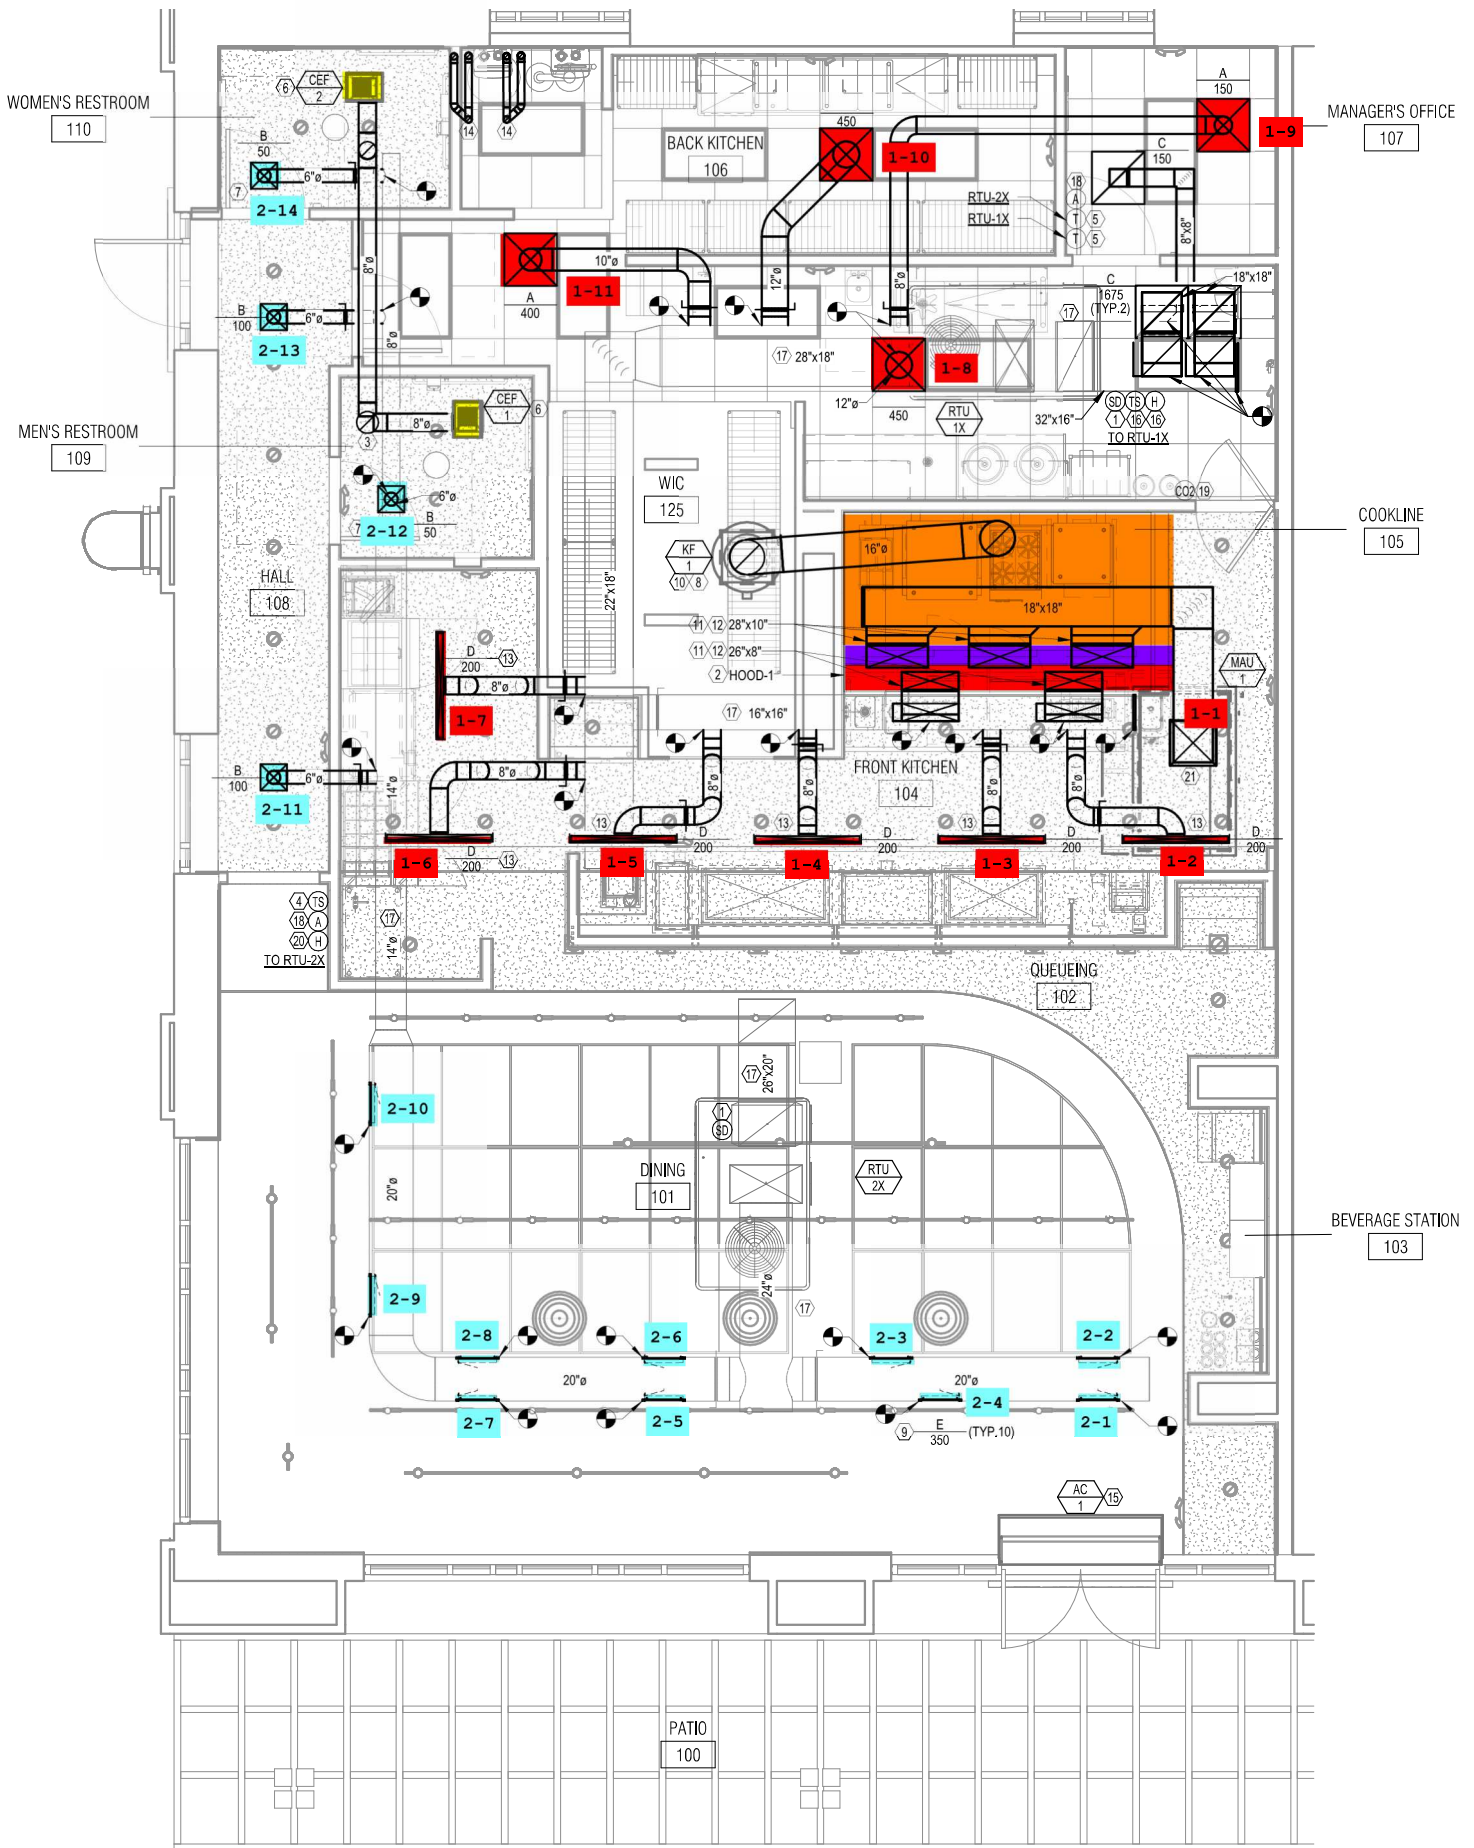 WOMEN'S RESTROOM
110
6
CEF
2
B
50
6"ø
7
2-14
14
14
BACK KITCHEN
106
450
1-10
A
150
1-9
MANAGER'S OFFICE
107
C
150
18
A
RTU-2X
T
5
RTU-1X
T
5
8"x8"
8"ø
10"ø
1-11
A
400
12"ø
8"ø
C
1675
(TYP.2)
18"x18"
17
B
100
6"ø
2-13
8"ø
17
28"x18"
1-8
12"ø
450
RTU
1X
32"x16"
SD
TS
H
1
16
16
TO RTU-1X
CEF
1
6
8"ø
3
MEN'S RESTROOM
109
6"ø
7
B
50
2-12
WIC
125
CO2
19
COOKLINE
105
KF
1
10
8
16"ø
HALL
108
22"x18"
18"x18"
11
12
28"x10"
11
12
26"x8"
2
HOOD-1
MAU
1
D
200
13
8"ø
1-7
17
16"x16"
1-1
B
100
6"ø
2-11
14"ø
8"ø
8"ø
8"ø
FRONT KITCHEN
104
8"ø
8"ø
21
13
13
13
13
D
200
D
200
D
200
D
200
1-6
D
200
13
1-5
1-4
1-3
1-2
4
TS
18
A
20
H
TO RTU-2X
17
14"ø
QUEUEING
102
17
26"x20"
2-10
1
SD
DINING
101
RTU
2X
20"ø
BEVERAGE STATION
103
2-9
24"ø
17
2-8
2-6
2-3
2-2
20"ø
20"ø
2-7
2-5
2-4
2-1
9
E
350
(TYP.10)
AC
1
15
PATIO
100